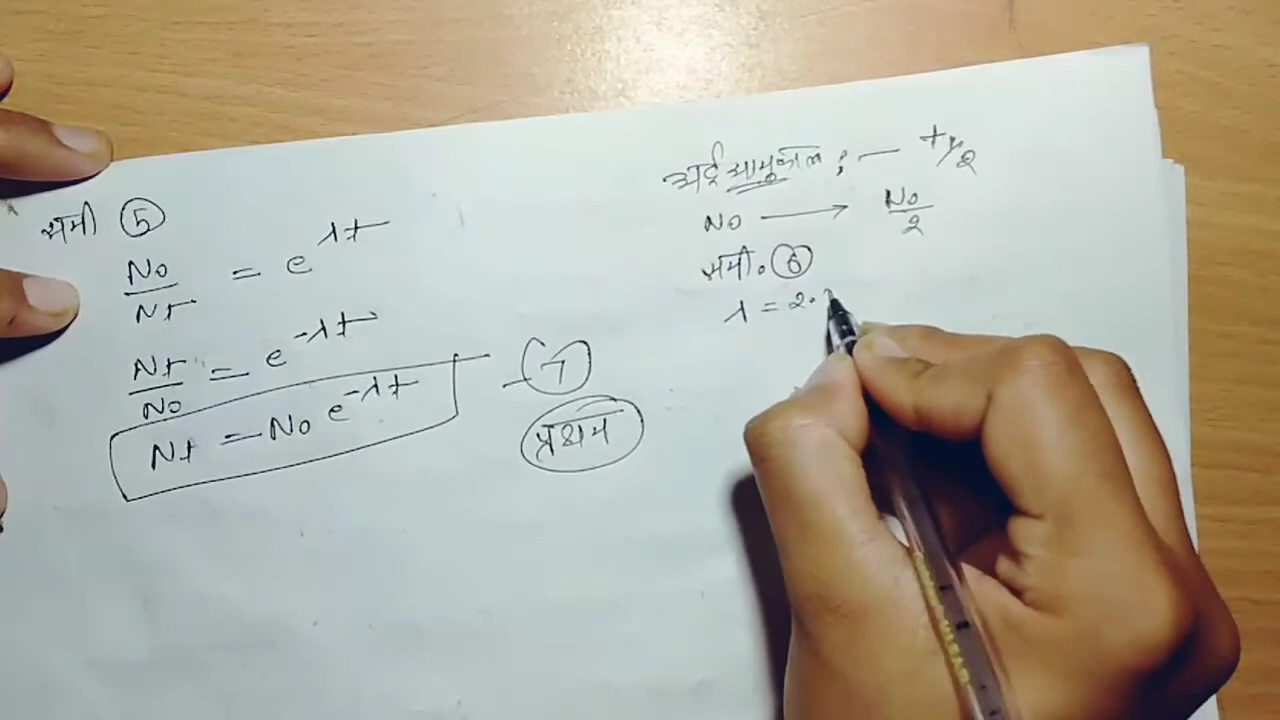 समी ⑤
No/Nt = e^λt
Nt/No = e^-λt
Nt = No e^-λt — ⑦
प्रथम
अर्द्ध आयुकाल : — t½
No ⟶ No/2
समी. ⑥
λ = 2.